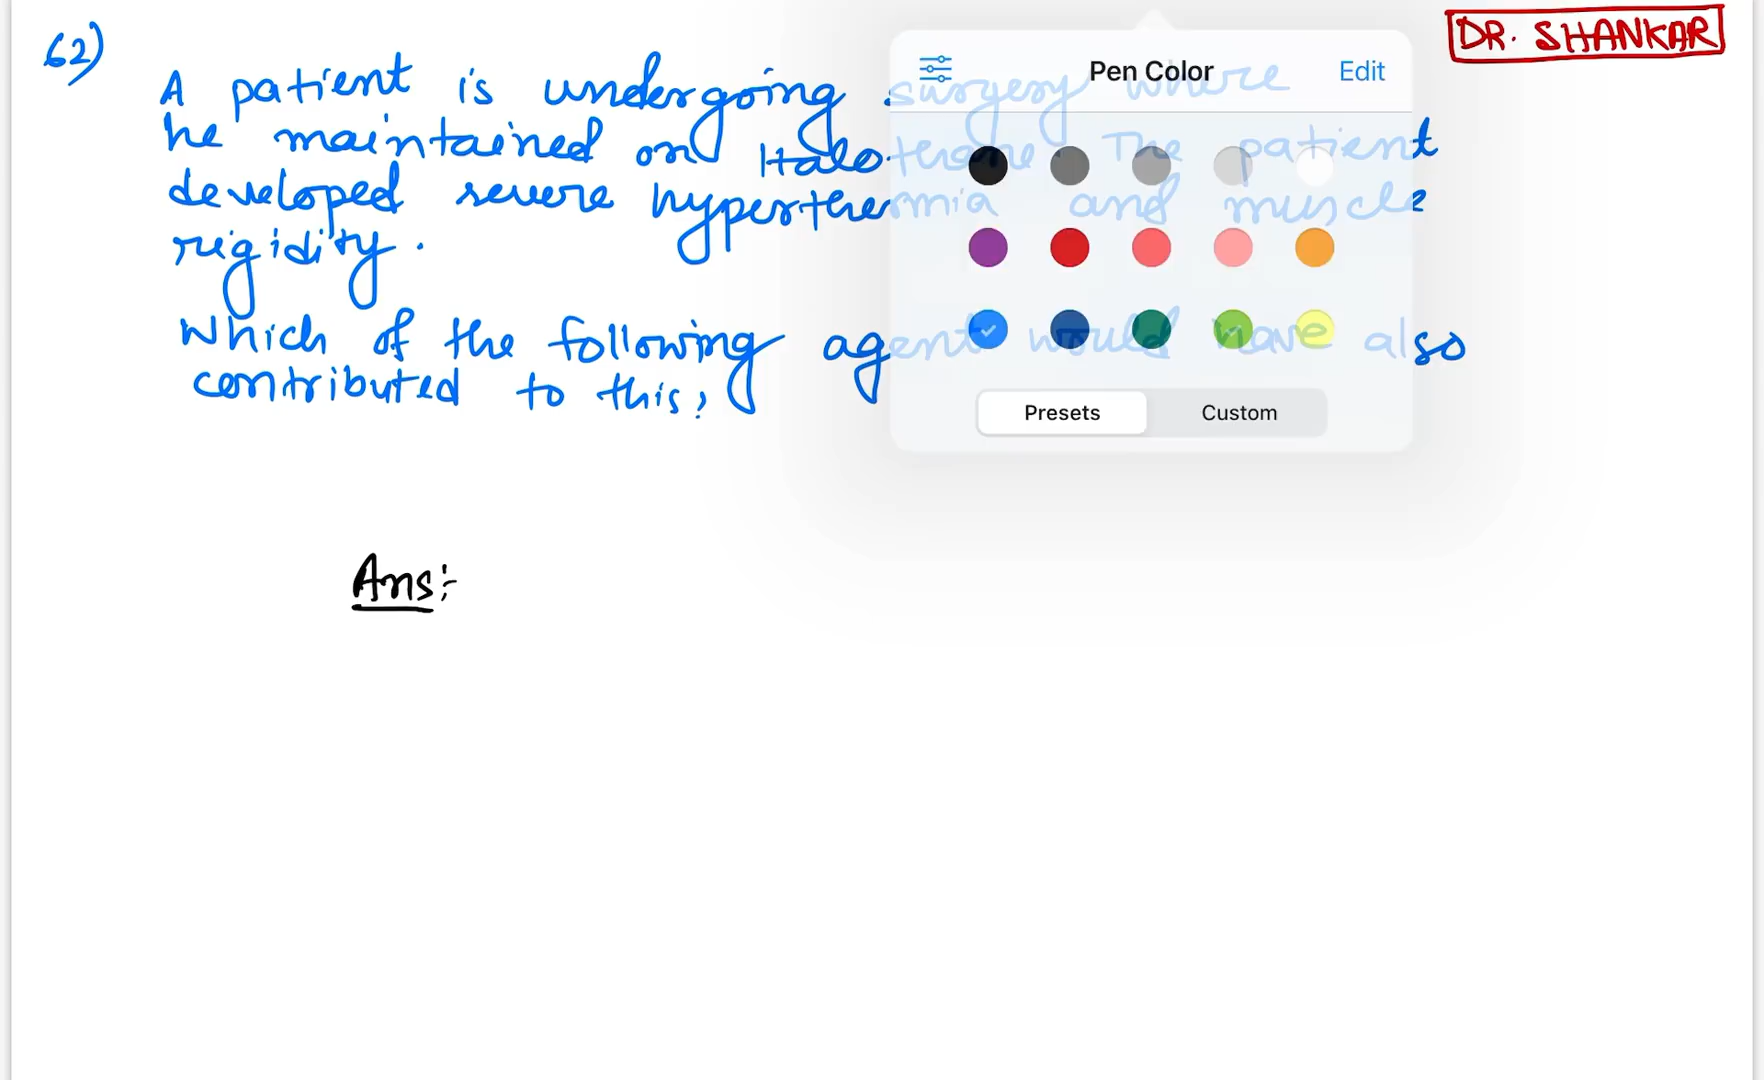 62)
DR. SHANKAR
A patient is undergoing surgery where
he maintained on Halothane The patient
developed severe hyperthermia and muscle
rigidity.
Which of the following agent would have also
contributed to this?
Pen Color
Edit
Presets
Custom
Ans:-